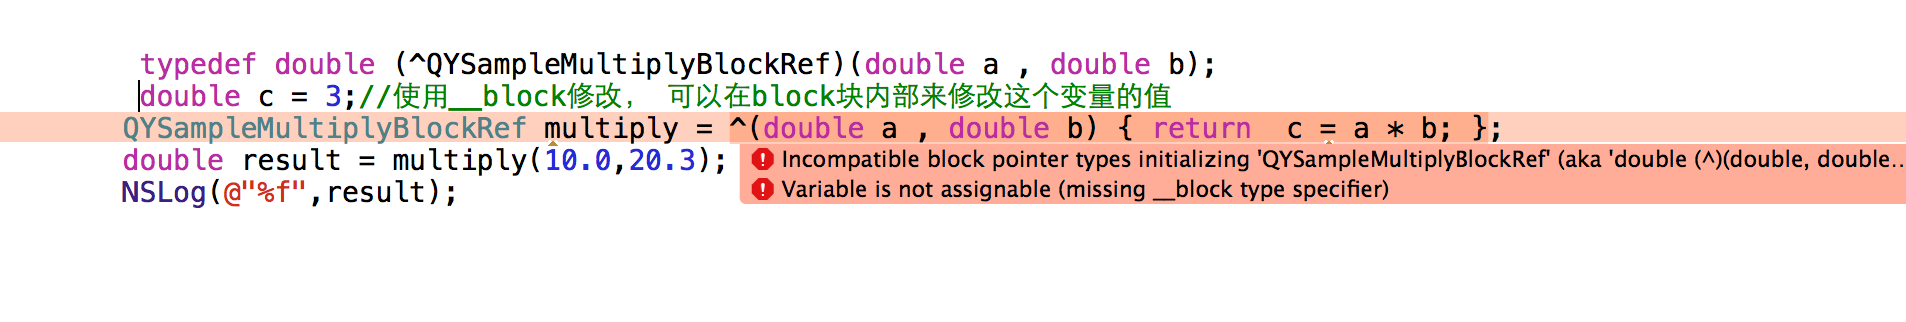 typedef double (^QYSampleMultiplyBlockRef)(double a , double b);
double c = 3;//使用__block修改， 可以在block块内部来修改这个变量的值
QYSampleMultiplyBlockRef multiply = ^(double a , double b) { return  c = a * b; };
double result = multiply(10.0,20.3);
Incompatible block pointer types initializing 'QYSampleMultiplyBlockRef' (aka 'double (^)(double, double...
NSLog(@"%f",result);
Variable is not assignable (missing __block type specifier)